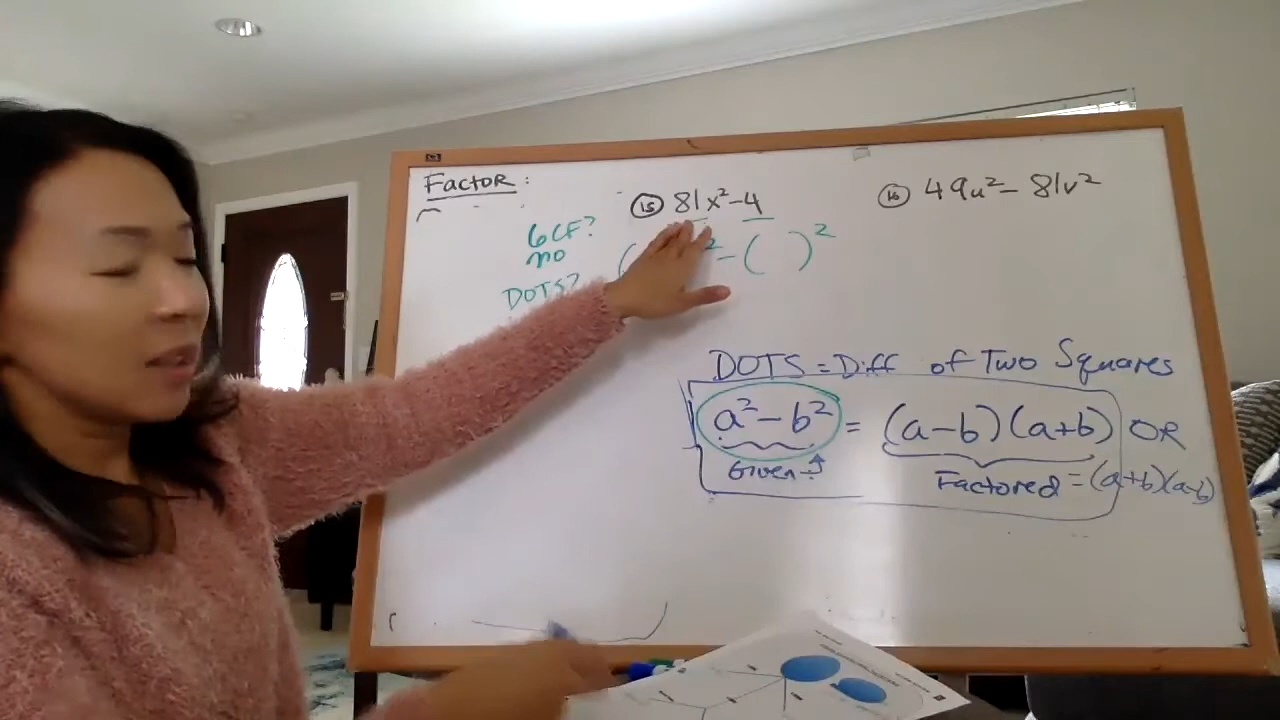 FACTOR:
(15) 81x² - 4
(16) 49u² - 81v²
GCF?
no
( )² - ( )²
DOTS?
DOTS = Diff of Two Squares
a² - b² = (a - b)(a + b) OR
Given Factored = (a+b)(a-b)